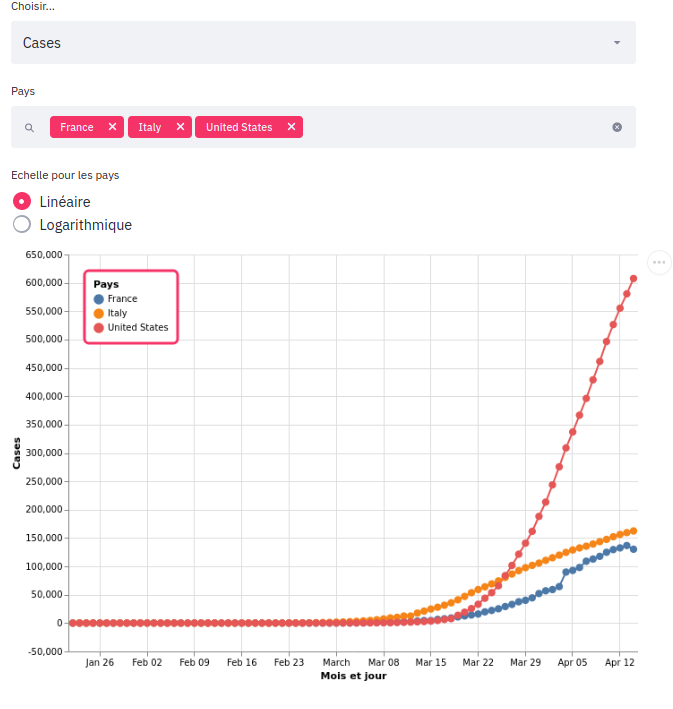 Choisir...
Cases
Pays
France
Italy
United States
Echelle pour les pays
Linéaire
Logarithmique
650,000
600,000
550,000
500,000
450,000
400,000
350,000
300,000
250,000
200,000
150,000
100,000
50,000
0
-50,000
Cases
Pays
France
Italy
United States
Jan 26
Feb 02
Feb 09
Feb 16
Feb 23
March
Mar 08
Mar 15
Mar 22
Mar 29
Apr 05
Apr 12
Mois et jour